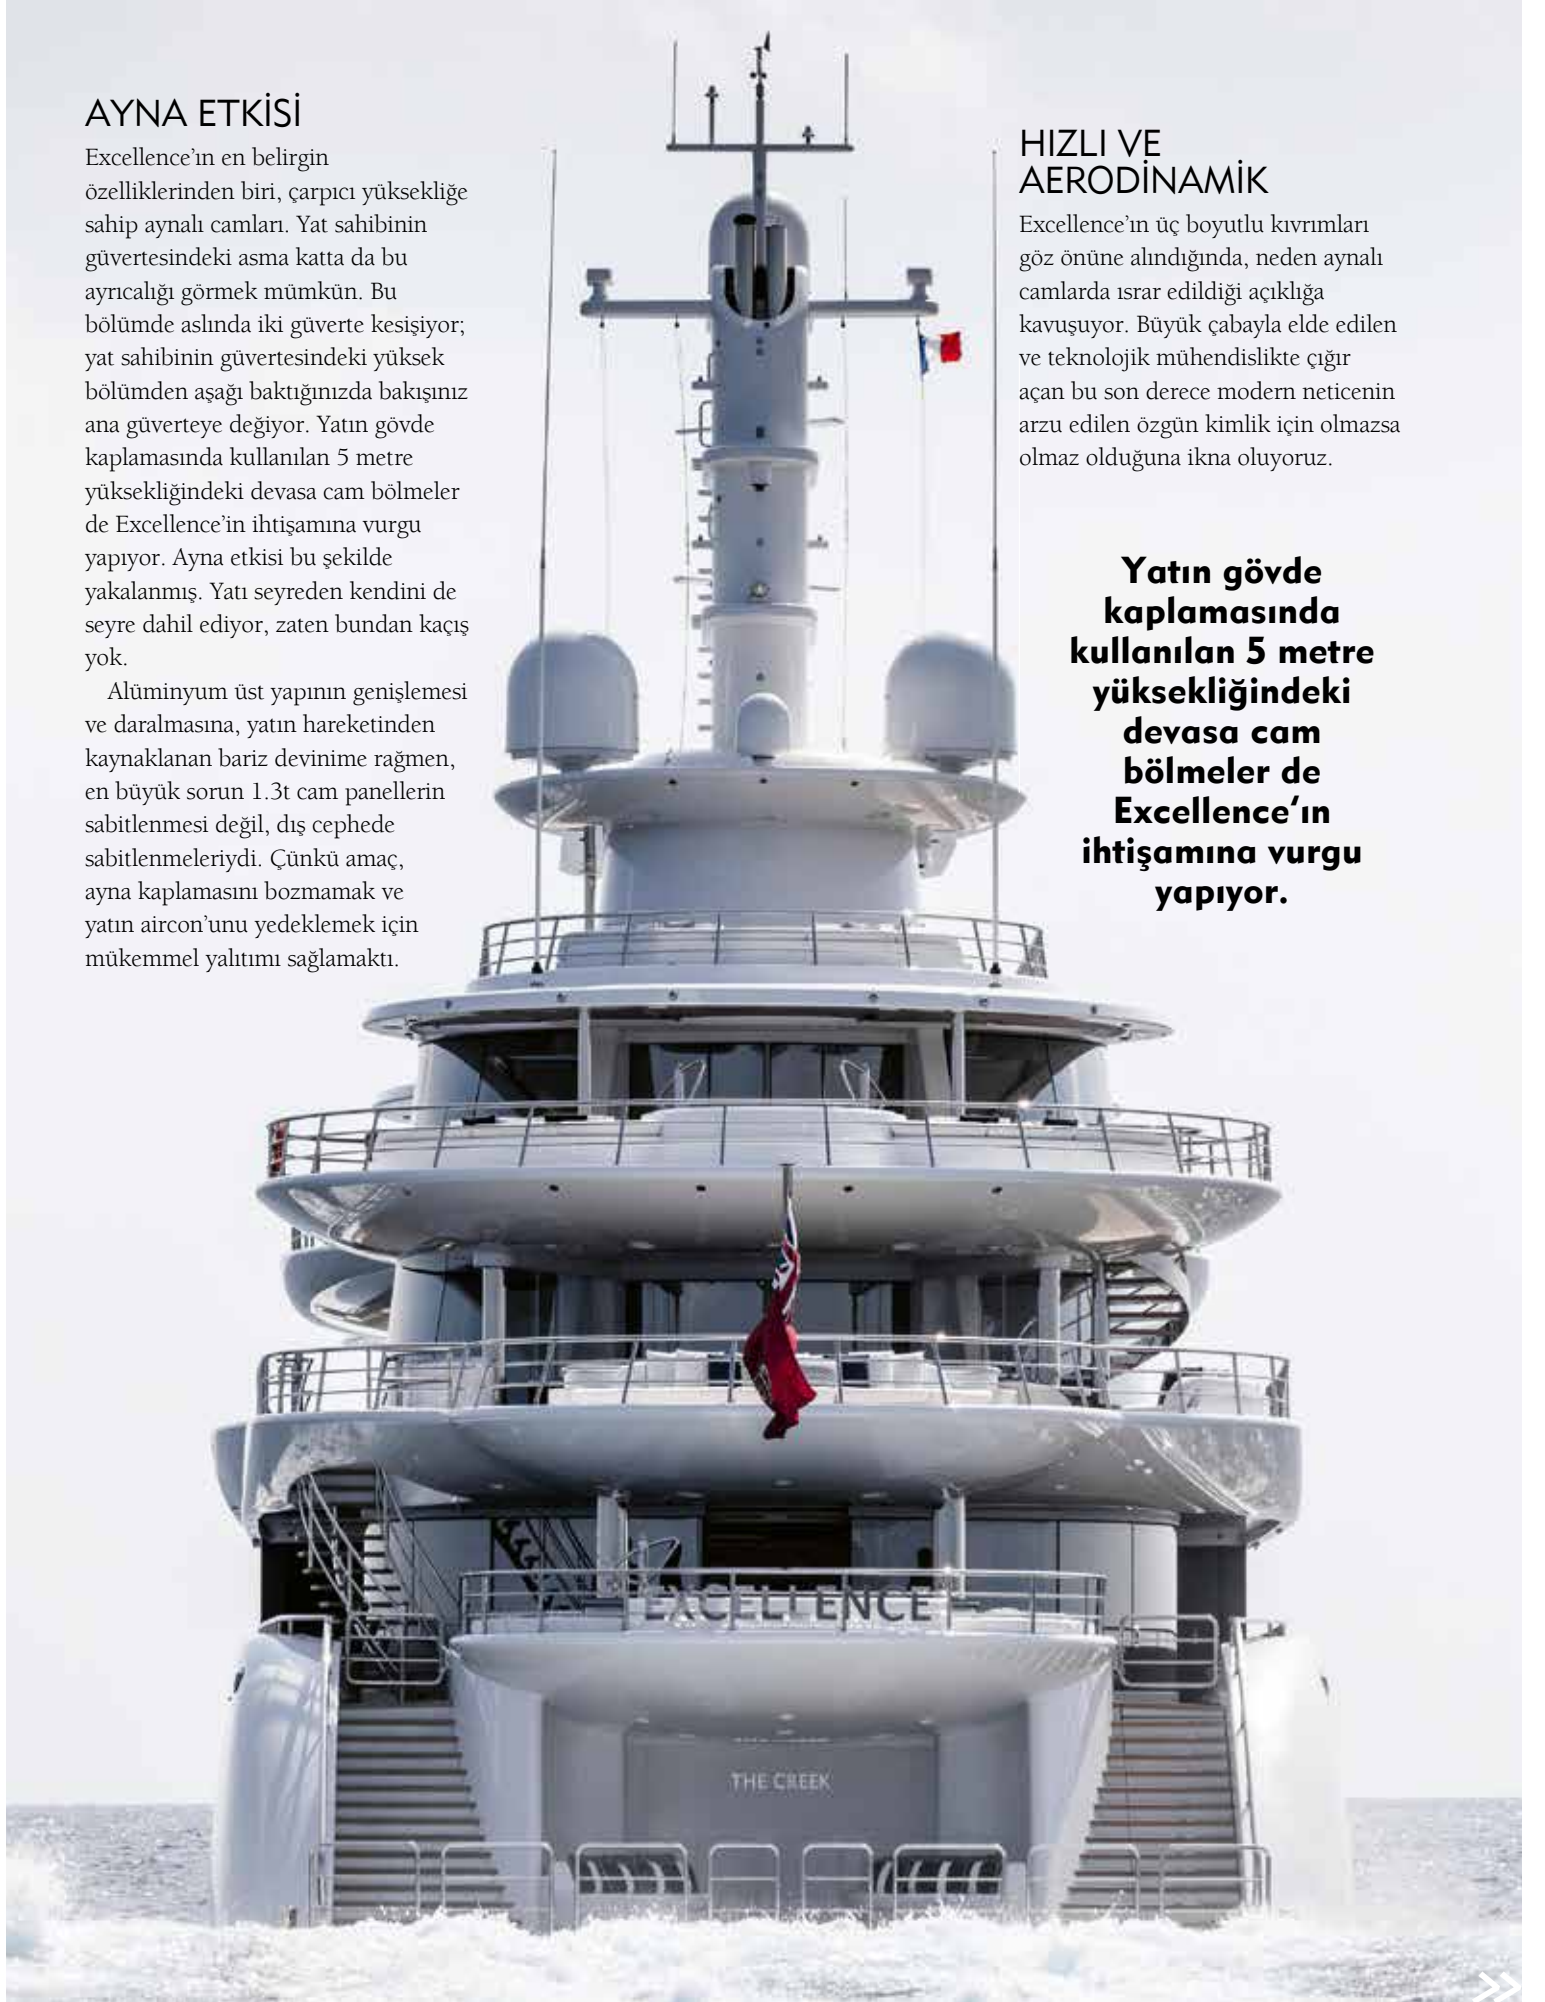 AYNA ETKİSİ
Excellence’ın en belirgin
özelliklerinden biri, çarpıcı yüksekliğe
sahip aynalı camları. Yat sahibinin
güvertesindeki asma katta da bu
ayrıcalığı görmek mümkün. Bu
bölümde aslında iki güverte kesişiyor;
yat sahibinin güvertesindeki yüksek
bölümden aşağı baktığınızda bakışınız
ana güverteye değiyor. Yatın gövde
kaplamasında kullanılan 5 metre
yüksekliğindeki devasa cam bölmeler
de Excellence’in ihtişamına vurgu
yapıyor. Ayna etkisi bu şekilde
yakalanmış. Yatı seyreden kendini de
seyre dahil ediyor, zaten bundan kaçış
yok.
Alüminyum üst yapının genişlemesi
ve daralmasına, yatın hareketinden
kaynaklanan bariz devinime rağmen,
en büyük sorun 1.3t cam panellerin
sabitlenmesi değil, dış cephede
sabitlenmeleriydi. Çünkü amaç,
ayna kaplamasını bozmamak ve
yatın aircon’unu yedeklemek için
mükemmel yalıtımı sağlamaktı.
HIZLI VE
AERODİNAMİK
Excellence’ın üç boyutlu kıvrımları
göz önüne alındığında, neden aynalı
camlarda ısrar edildiği açıklığa
kavuşuyor. Büyük çabayla elde edilen
ve teknolojik mühendislikte çığır
açan bu son derece modern neticenin
arzu edilen özgün kimlik için olmazsa
olmaz olduğuna ikna oluyoruz.
Yatın gövde
kaplamasında
kullanılan 5 metre
yüksekliğindeki
devasa cam
bölmeler de
Excellence‘ın
ihtişamına vurgu
yapıyor.
EXCELLENCE
THE CREEK
>>